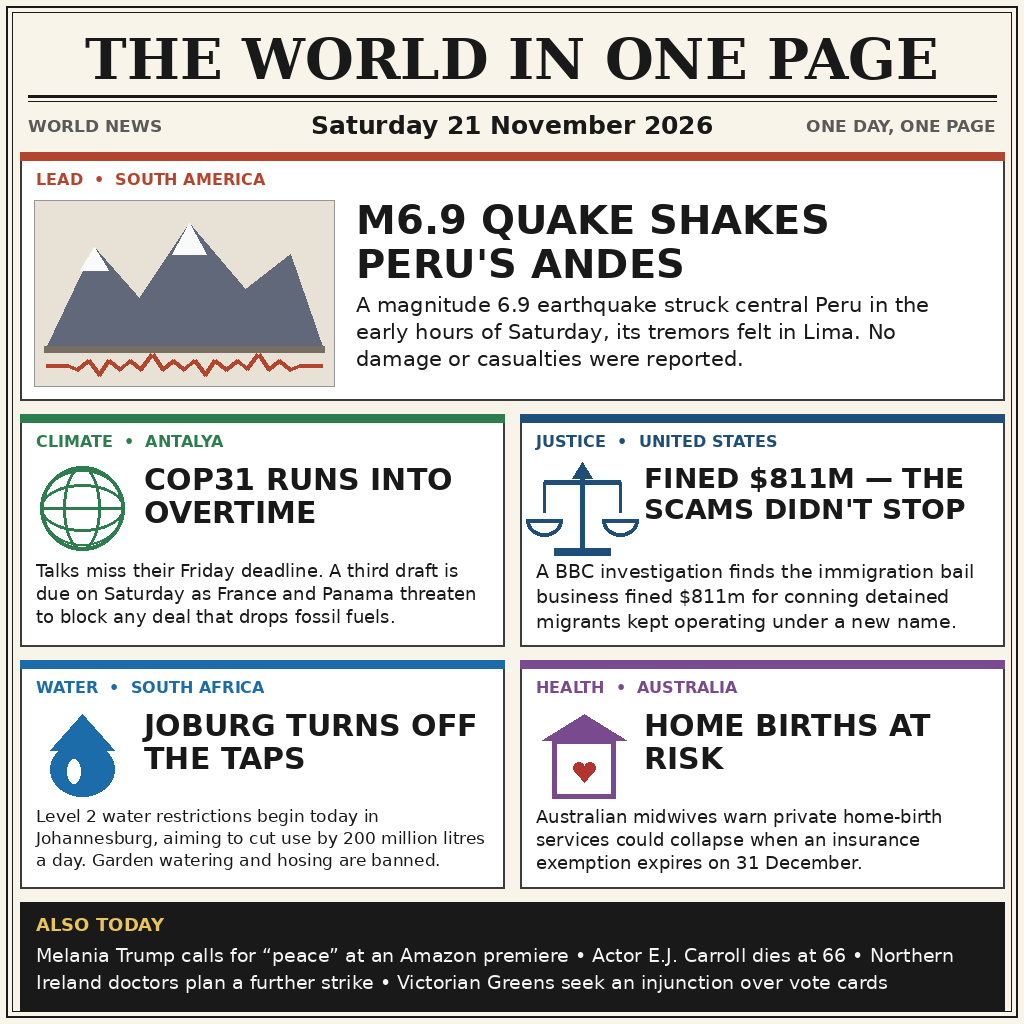 THE WORLD IN ONE PAGE
WORLD NEWS
Saturday 21 November 2026
ONE DAY, ONE PAGE
LEAD • SOUTH AMERICA
M6.9 QUAKE SHAKES
PERU'S ANDES
A magnitude 6.9 earthquake struck central Peru in the
early hours of Saturday, its tremors felt in Lima. No
damage or casualties were reported.
CLIMATE • ANTALYA
COP31 RUNS INTO
OVERTIME
Talks miss their Friday deadline. A third draft is
due on Saturday as France and Panama threaten
to block any deal that drops fossil fuels.
JUSTICE • UNITED STATES
FINED $811M — THE
SCAMS DIDN'T STOP
A BBC investigation finds the immigration bail
business fined $811m for conning detained
migrants kept operating under a new name.
WATER • SOUTH AFRICA
JOBURG TURNS OFF
THE TAPS
Level 2 water restrictions begin today in
Johannesburg, aiming to cut use by 200 million litres
a day. Garden watering and hosing are banned.
HEALTH • AUSTRALIA
HOME BIRTHS AT
RISK
Australian midwives warn private home-birth
services could collapse when an insurance
exemption expires on 31 December.
ALSO TODAY
Melania Trump calls for “peace” at an Amazon premiere • Actor E.J. Carroll dies at 66 • Northern
Ireland doctors plan a further strike • Victorian Greens seek an injunction over vote cards